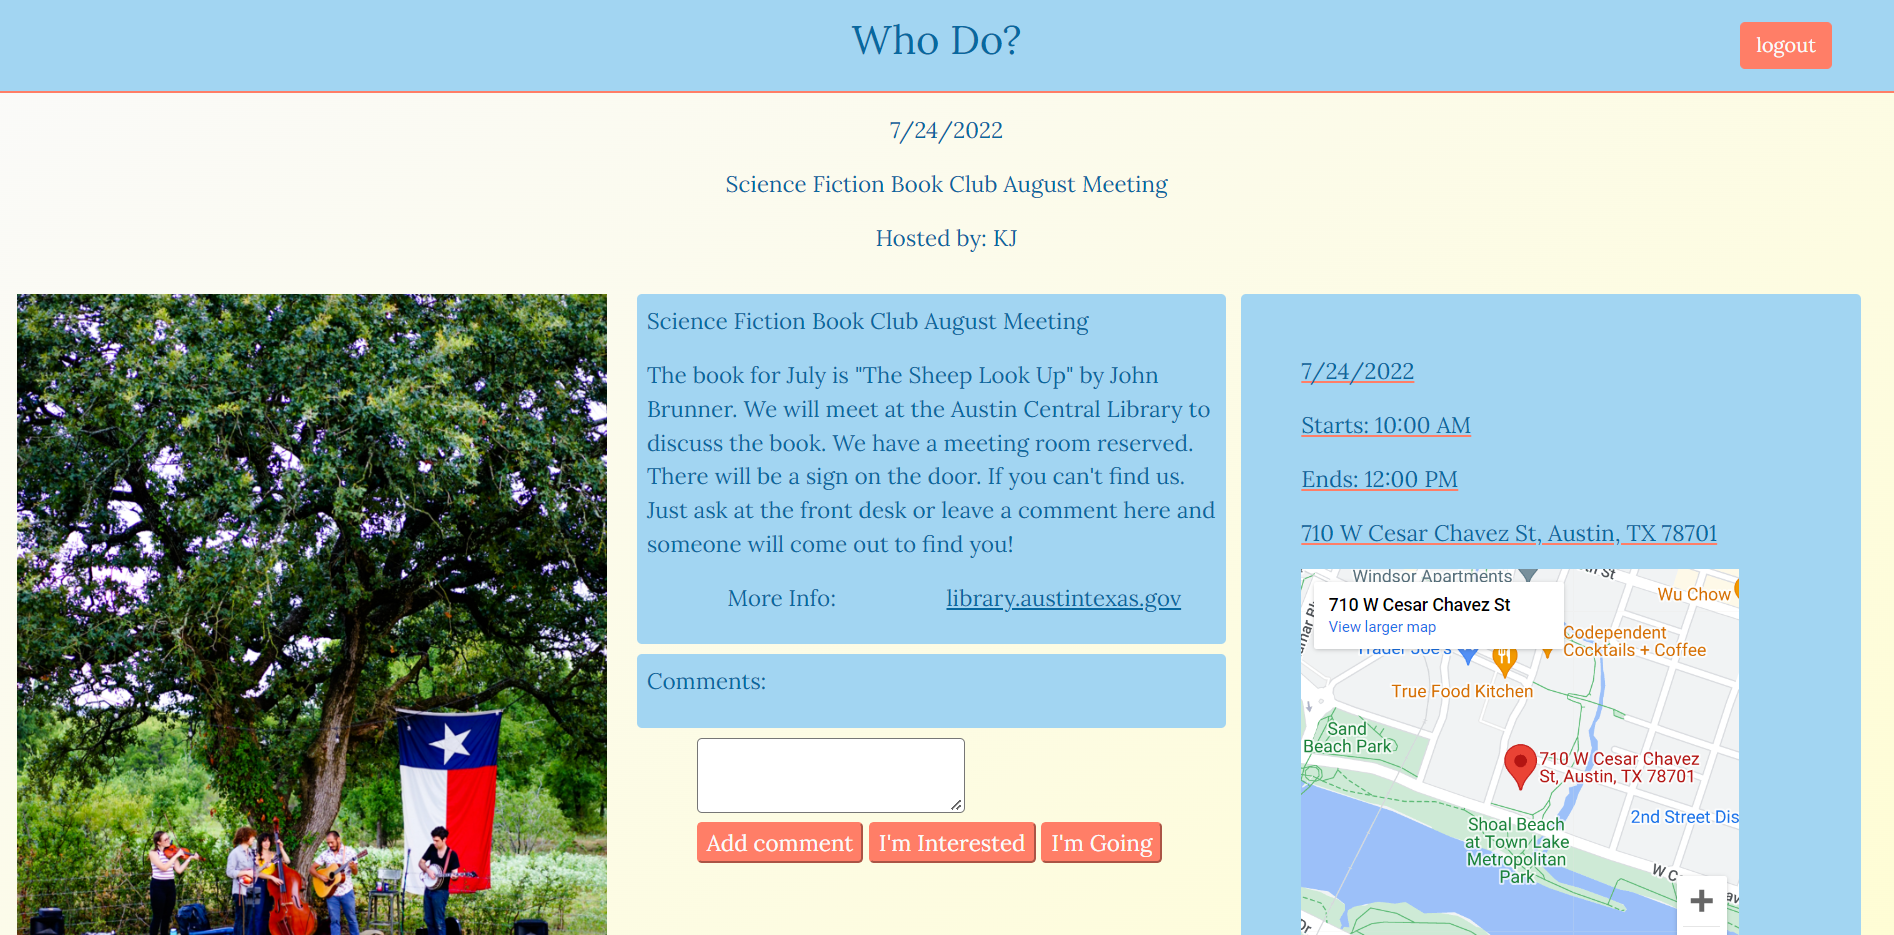 Who Do?
logout
7/24/2022
Science Fiction Book Club August Meeting
Hosted by: KJ
Science Fiction Book Club August Meeting
The book for July is "The Sheep Look Up" by John
Brunner. We will meet at the Austin Central Library to
discuss the book. We have a meeting room reserved.
There will be a sign on the door. If you can't find us.
Just ask at the front desk or leave a comment here and
someone will come out to find you!
More Info: library.austintexas.gov
Comments:
Add comment
I'm Interested
I'm Going
7/24/2022
Starts: 10:00 AM
Ends: 12:00 PM
710 W Cesar Chavez St, Austin, TX 78701
Windsor Apartments
710 W Cesar Chavez St
View larger map
Wu Chow
Codependent
Cocktails + Coffee
Trader Joe's
True Food Kitchen
Sand
Beach Park
710 W Cesar Chavez
St, Austin, TX 78701
2nd Street Dis
Shoal Beach
at Town Lake
Metropolitan
Park
W C
+